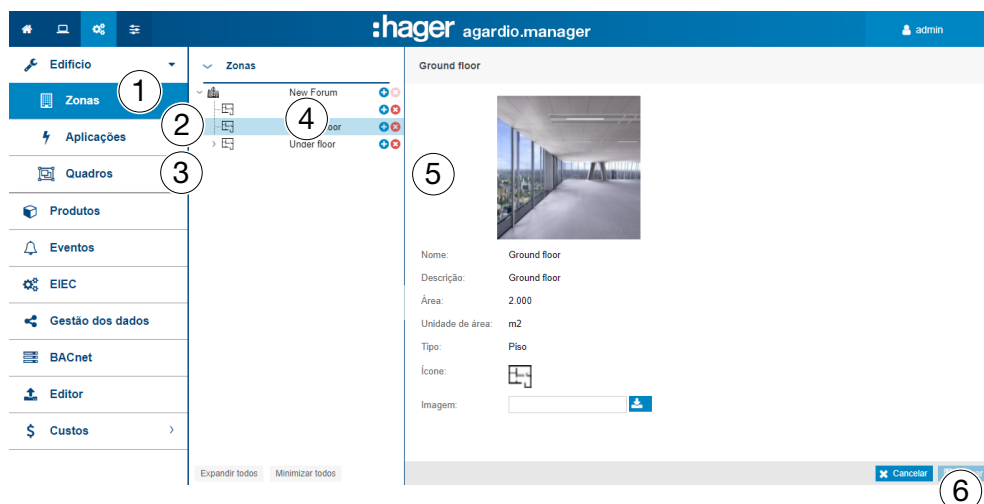 :hager agardio.manager
admin
Edificio
Zonas
Ground floor
1
Zonas
New Forum
2
4
oor
Aplicações
Under floor
3
Quadros
5
Produtos
Eventos
Nome: Ground floor
Descrição: Ground floor
EIEC
Área: 2.000
Gestão dos dados
Unidade de área: m2
Tipo: Piso
BACnet
Ícone:
Editor
Imagem:
Custos
Expandir todos
Minimizar todos
Cancelar
6